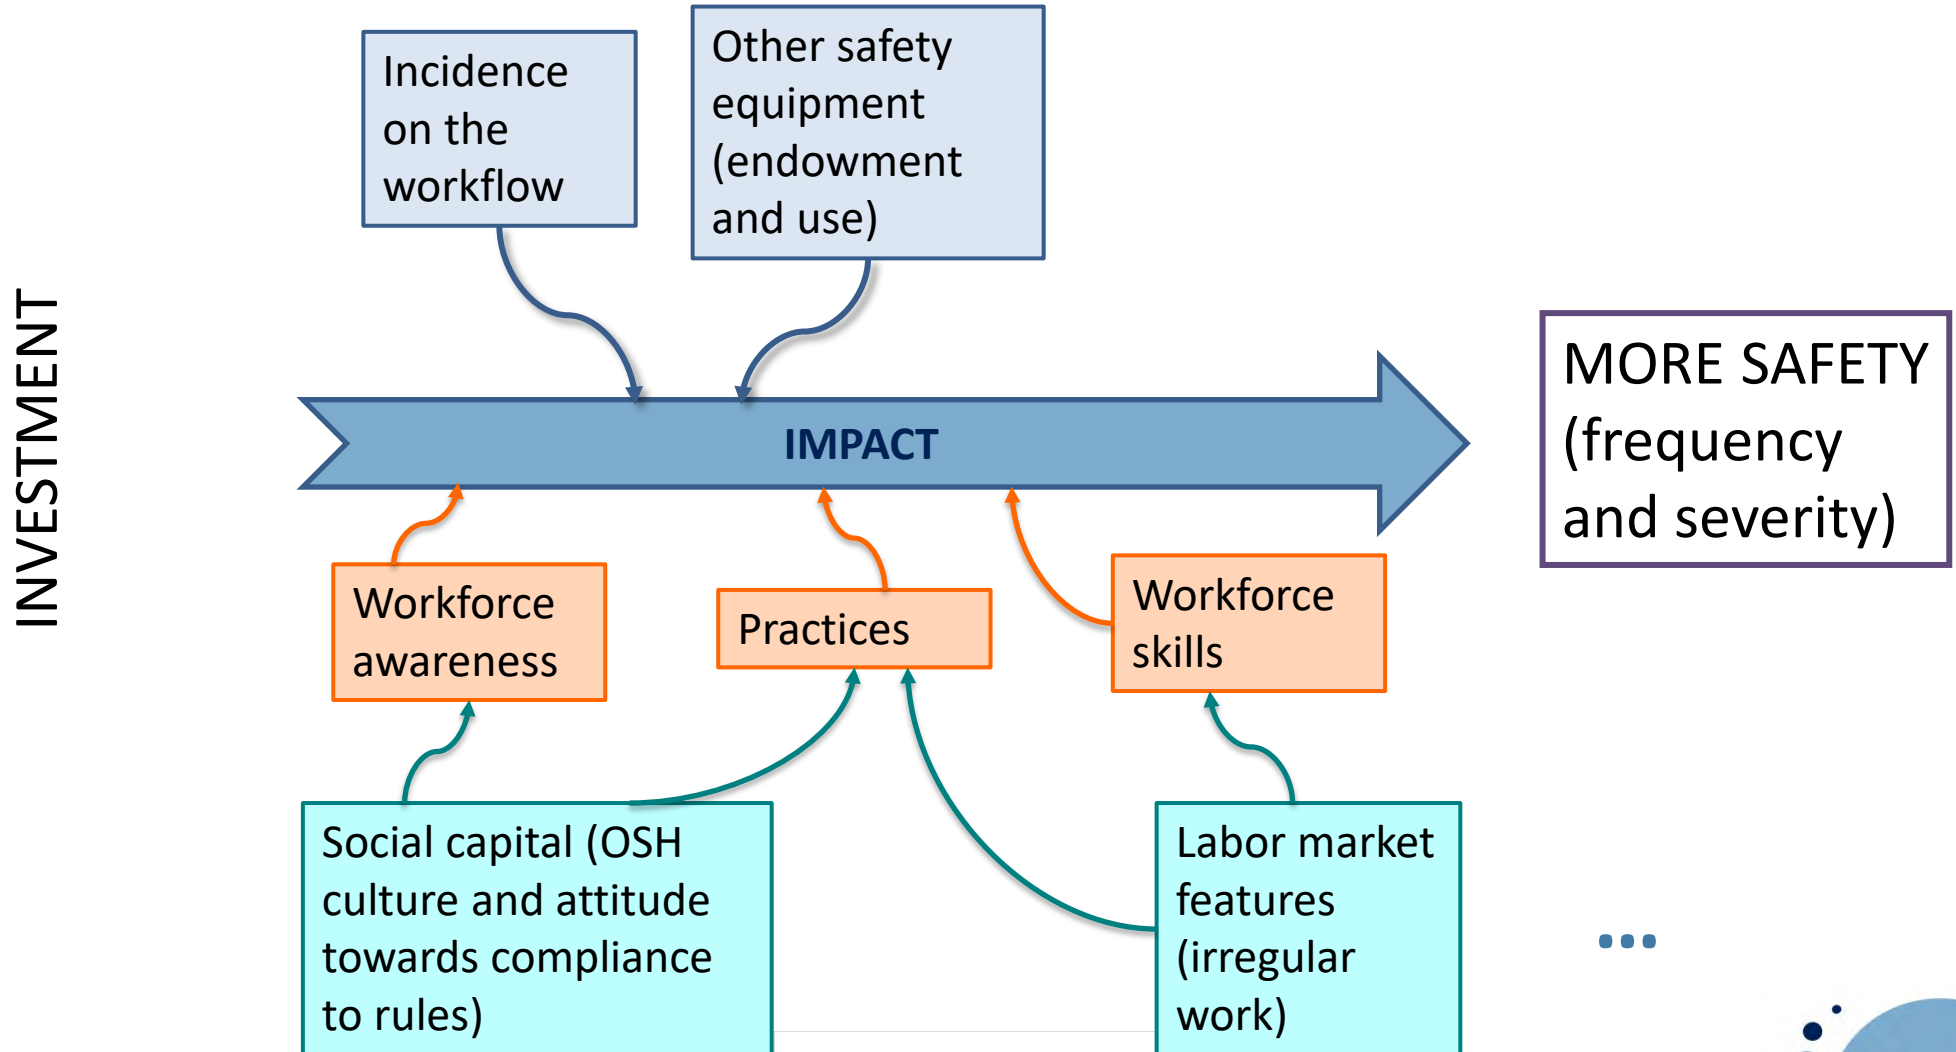 INVESTMENT
Incidence
on the
workflow
Other safety
equipment
(endowment
and use)
IMPACT
MORE SAFETY
(frequency
and severity)
Workforce
awareness
Practices
Workforce
skills
Social capital (OSH
culture and attitude
towards compliance
to rules)
Labor market
features
(irregular
work)
...